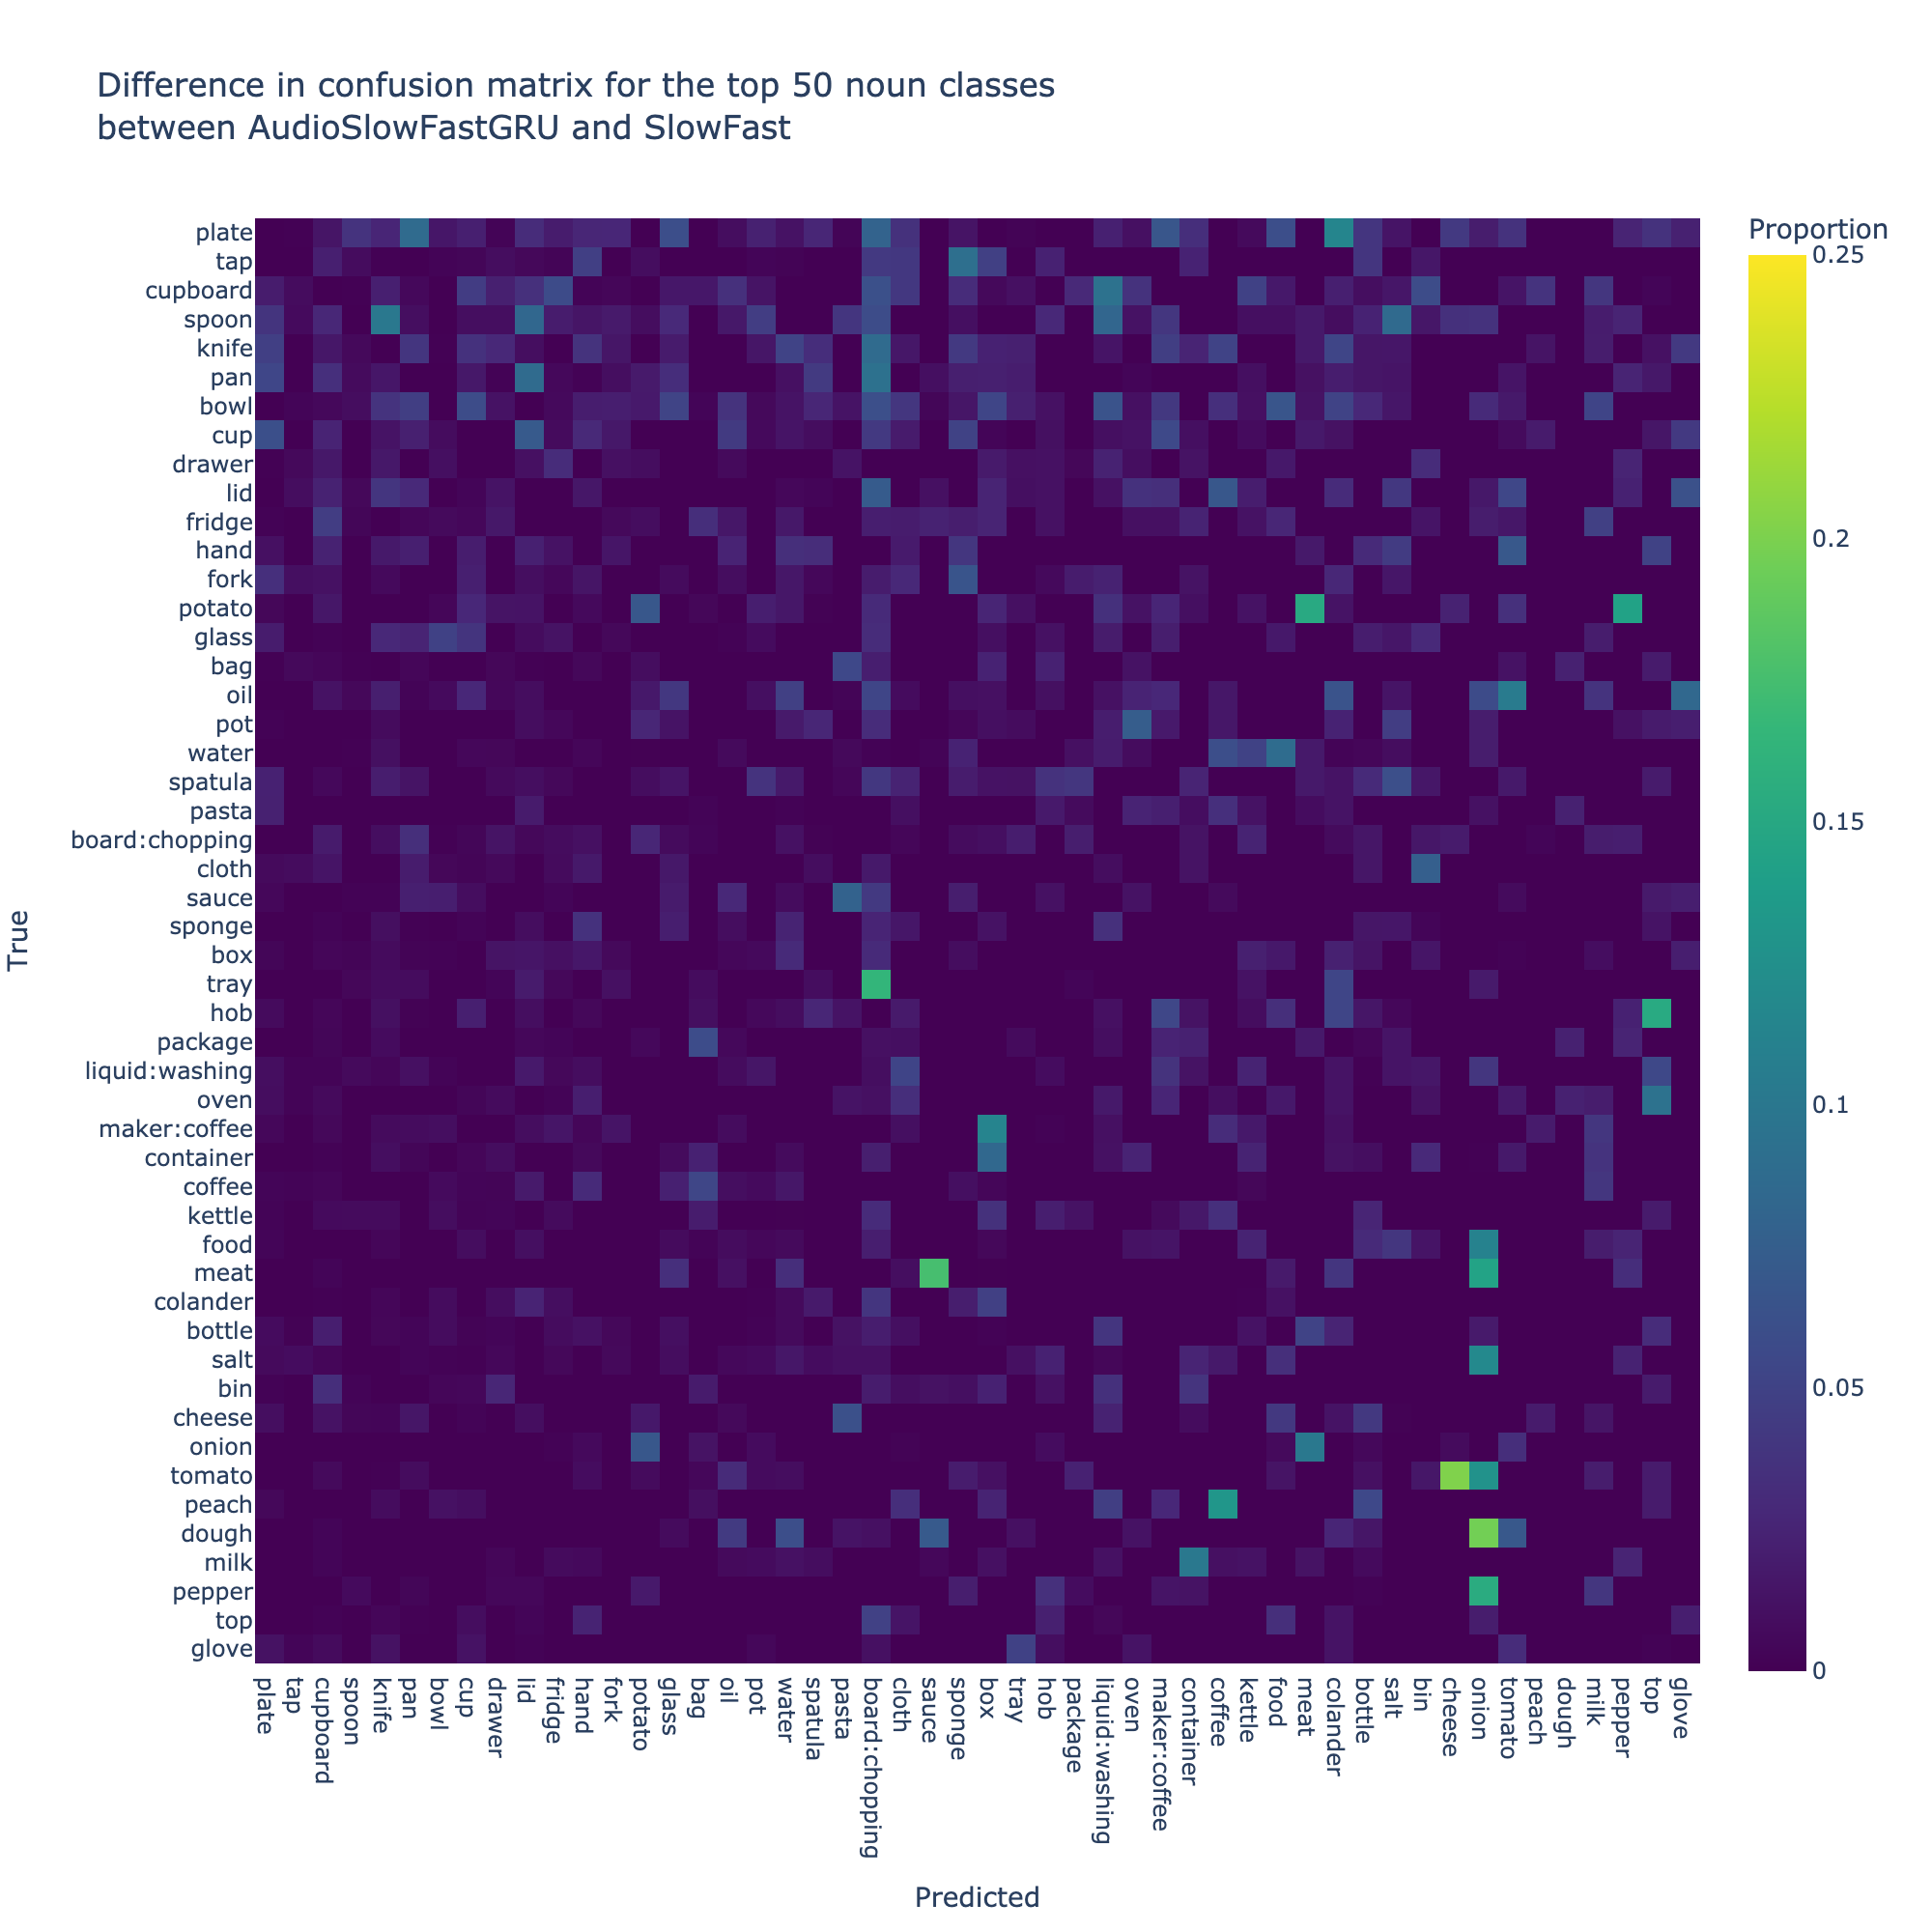 Difference in confusion matrix for the top 50 noun classes
between AudioSlowFastGRU and SlowFast
Proportion
0.25
0.2
0.15
0.1
0.05
0
True
plate
tap
cupboard
spoon
knife
pan
bowl
cup
drawer
lid
fridge
hand
fork
potato
glass
bag
oil
pot
water
spatula
pasta
board:chopping
cloth
sauce
sponge
box
tray
hob
package
liquid:washing
oven
maker:coffee
container
coffee
kettle
food
meat
colander
bottle
salt
bin
cheese
onion
tomato
peach
dough
milk
pepper
top
glove
plate
tap
cupboard
spoon
knife
pan
bowl
cup
drawer
lid
fridge
hand
fork
potato
glass
bag
oil
pot
water
spatula
pasta
board:chopping
cloth
sauce
sponge
box
tray
hob
package
liquid:washing
oven
maker:coffee
container
coffee
kettle
food
meat
colander
bottle
salt
bin
cheese
onion
tomato
peach
dough
milk
pepper
top
glove
Predicted